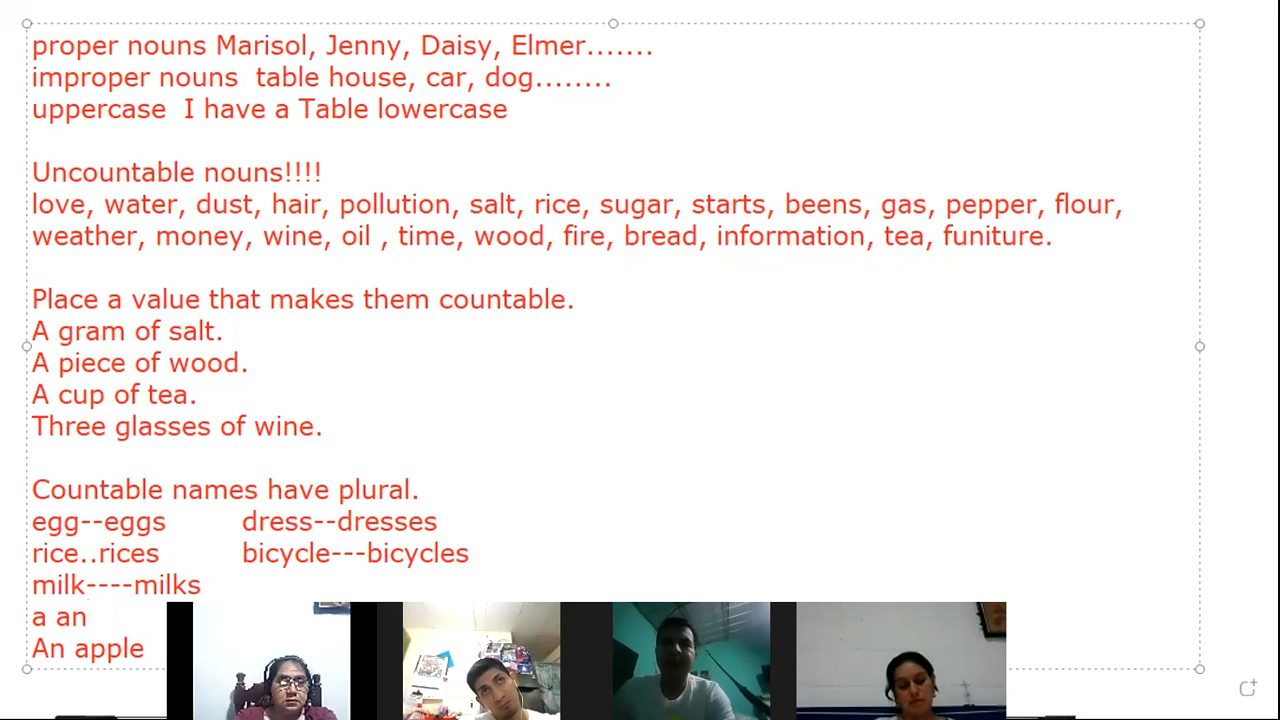 proper nouns Marisol, Jenny, Daisy, Elmer.......
improper nouns  table house, car, dog........
uppercase  I have a Table lowercase
Uncountable nouns!!!!
love, water, dust, hair, pollution, salt, rice, sugar, starts, beens, gas, pepper, flour,
weather, money, wine, oil , time, wood, fire, bread, information, tea, funiture.
Place a value that makes them countable.
A gram of salt.
A piece of wood.
A cup of tea.
Three glasses of wine.
Countable names have plural.
egg--eggs dress--dresses
rice..rices bicycle---bicycles
milk----milks
a an
An apple